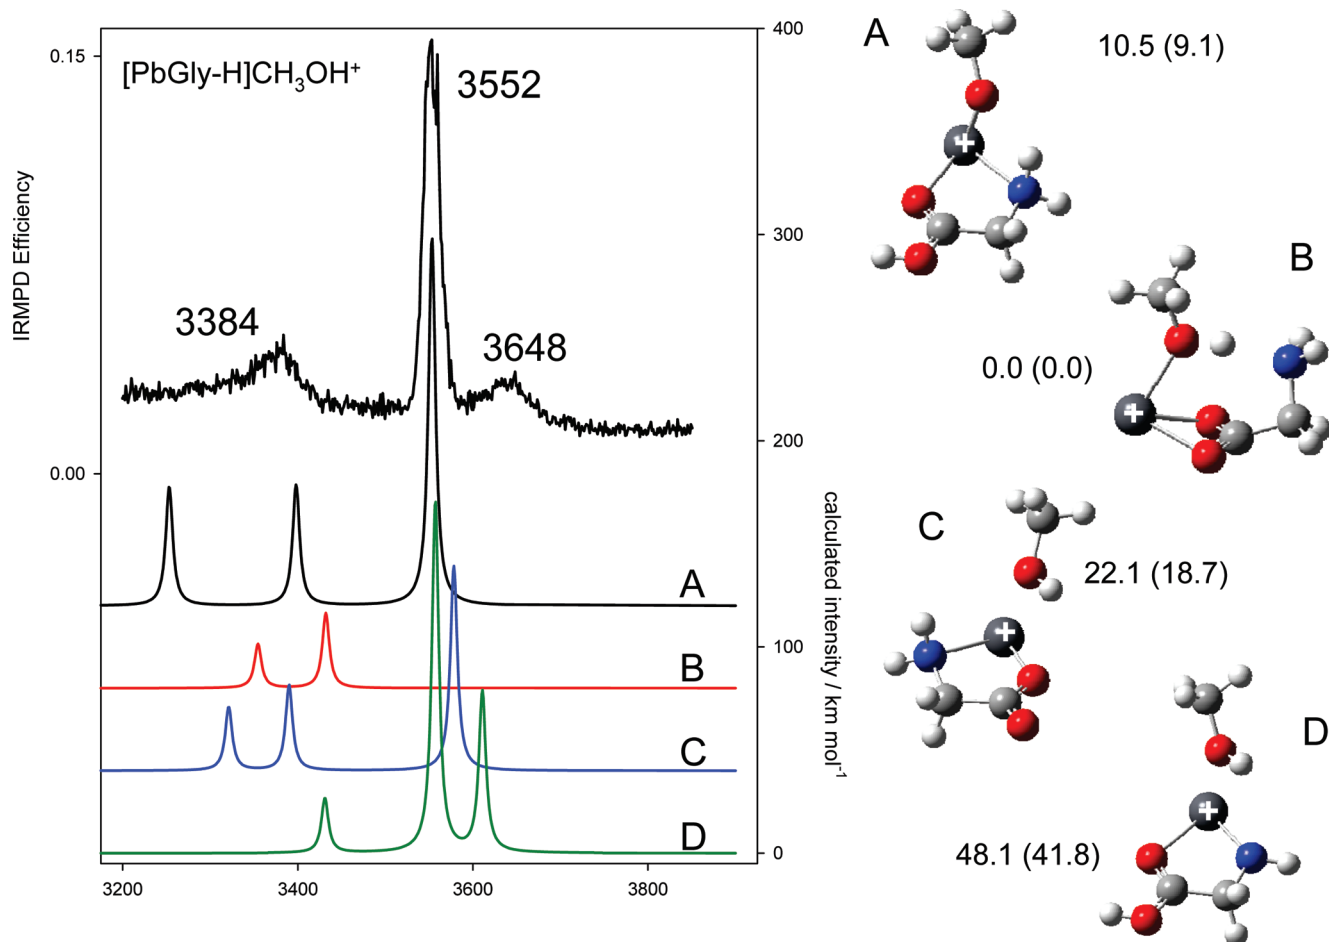 [PbGly-H]CH₃OH⁺
0.15
0.00
IRMPD Efficiency
3384
3552
3648
400
300
200
100
0
calculated intensity / km mol⁻¹
A
B
C
D
3200
3400
3600
3800
A
10.5 (9.1)
B
0.0 (0.0)
C
22.1 (18.7)
D
48.1 (41.8)
+
+
+
+